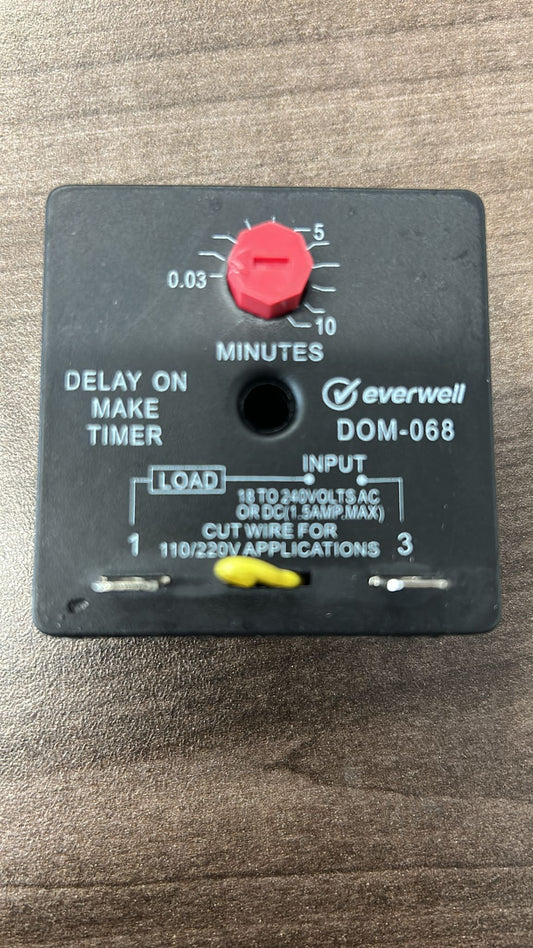 5
0.03
10
MINUTES
DELAY ON
MAKE
TIMER
everwell
DOM-068
INPUT
LOAD
18 TO 240VOLTS AC
OR DC(1.5AMP.MAX)
1
CUT WIRE FOR
110/220V APPLICATIONS
3